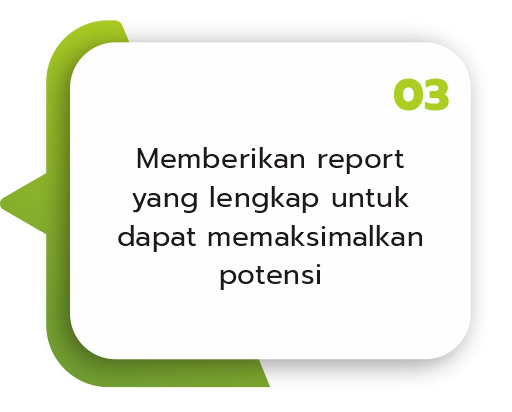 03
Memberikan report
yang lengkap untuk
dapat memaksimalkan
potensi